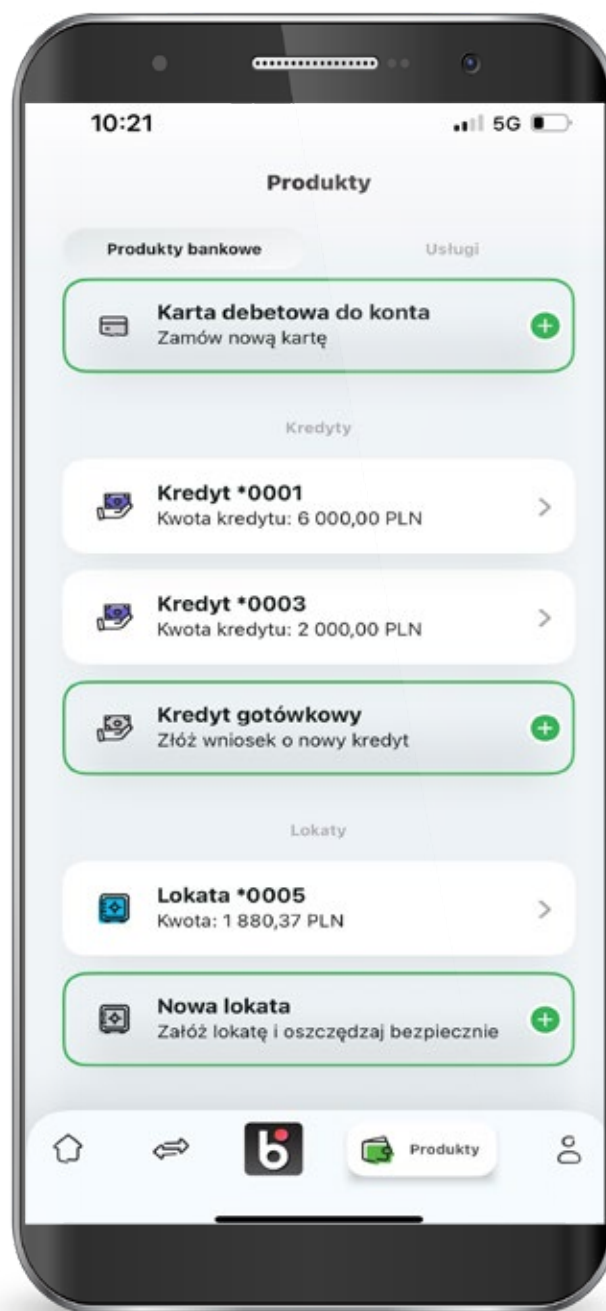 10:21
5G
Produkty
Produkty bankowe
Usługi
Karta debetowa do konta
Zamów nową kartę
Kredyty
Kredyt *0001
Kwota kredytu: 6 000,00 PLN
Kredyt *0003
Kwota kredytu: 2 000,00 PLN
Kredyt gotówkowy
Złóż wniosek o nowy kredyt
Lokaty
Lokata *0005
Kwota: 1 880,37 PLN
Nowa lokata
Załóż lokatę i oszczędzaj bezpiecznie
b
Produkty